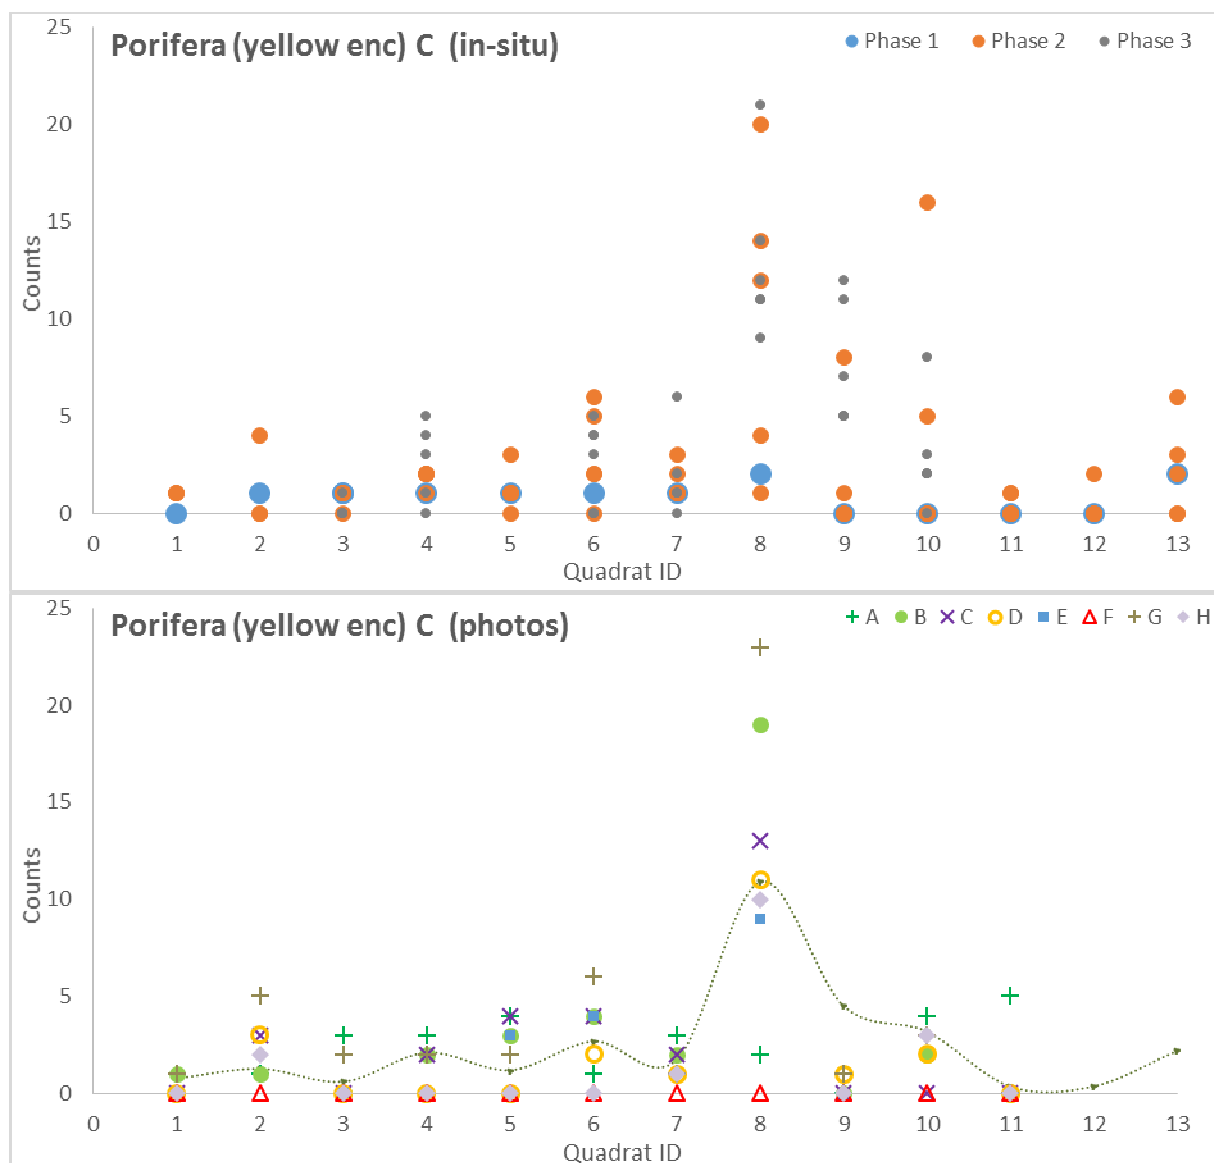 Porifera (yellow enc) C (in-situ)
Phase 1 Phase 2 Phase 3
25
20
15
10
5
0
Counts
0 1 2 3 4 5 6 7 8 9 10 11 12 13
Quadrat ID
Porifera (yellow enc) C (photos)
A B C D E F G H
25
20
15
10
5
0
Counts
0 1 2 3 4 5 6 7 8 9 10 11 12 13
Quadrat ID